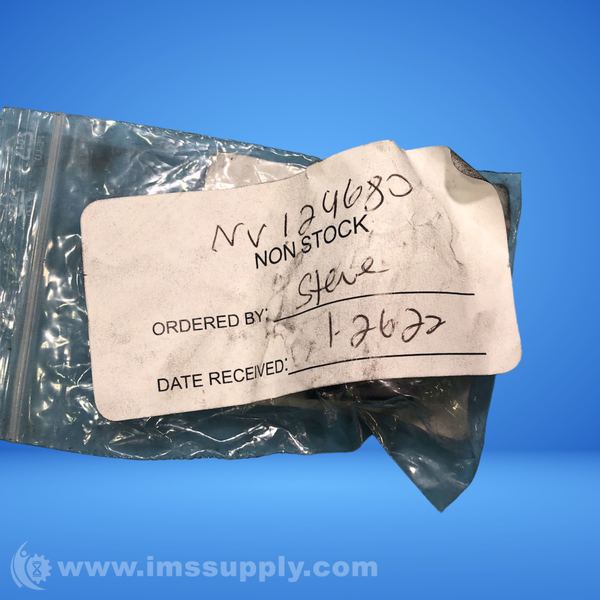 NV124680
NON STOCK
ORDERED BY: Steve
DATE RECEIVED: 1-26-22
www.imssupply.com